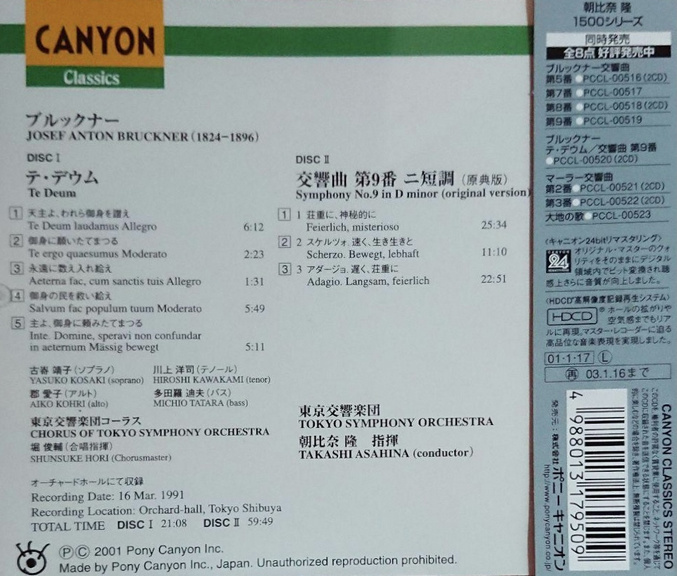 CANYON
Classics
ブルックナー
JOSEF ANTON BRUCKNER (1824–1896)
DISC I
テ・デウム
Te Deum
1 天主よ、われら御身を讃え
Te Deum laudamus Allegro 6:12
2 御身に願いたてまつる
Te ergo quaesumus Moderato 2:23
3 永遠に数え入れ給え
Aeterna fac, cum sanctis tuis Allegro 1:31
4 御身の民を救い給え
Salvum fac populum tuum Moderato 5:49
5 主よ、御身に頼みたてまつる
Inte. Domine, speravi non confundar
in aeternum Mässig bewegt 5:11
古嵜 靖子(ソプラノ) 川上 洋司(テノール)
YASUKO KOSAKI (soprano) HIROSHI KAWAKAMI (tenor)
郡 愛子(アルト) 多田羅 迪夫(バス)
AIKO KOHRI (alto) MICHIO TATARA (bass)
東京交響楽団コーラス
CHORUS OF TOKYO SYMPHONY ORCHESTRA
堀 俊輔(合唱指揮)
SHUNSUKE HORI (Chorusmaster)
オーチャードホールにて収録
Recording Date: 16 Mar. 1991
Recording Location: Orchard-hall, Tokyo Shibuya
TOTAL TIME DISC I 21:08 DISC II 59:49
DISC II
交響曲 第9番 ニ短調(原典版)
Symphony No.9 in D minor (original version)
1 1 荘重に、神秘的に
Feierlich, misterioso 25:34
2 2 スケルツォ、速く、生き生きと
Scherzo. Bewegt, lebhaft 11:10
3 3 アダージョ、遅く、荘重に
Adagio. Langsam, feierlich 22:51
東京交響楽団
TOKYO SYMPHONY ORCHESTRA
朝比奈 隆 指揮
TAKASHI ASAHINA (conductor)
Ⓟ Ⓒ 2001 Pony Canyon Inc.
Made by Pony Canyon Inc., Japan. Unauthorized reproduction prohibited.
朝比奈 隆
1500シリーズ
同時発売
全8点 好評発売中
ブルックナー交響曲
第5番 ●PCCL-00516(2CD)
第7番 ●PCCL-00517
第8番 ●PCCL-00518(2CD)
第9番 ●PCCL-00519
ブルックナー
テ・デウム/交響曲 第9番
●PCCL-00520(2CD)
マーラー交響曲
第2番 ●PCCL-00521(2CD)
第3番 ●PCCL-00522(2CD)
大地の歌 ●PCCL-00523
〈キャニオン24bitリマスタリング〉
24
オリジナル・マスターのクォ
リティをそのままにデジタル
領域内でビット変換され聴
感上さらに音質が向上しました。
〈HDCD®高解像度記録再生システム〉
HDCD ®ホールの拡がりや
空気感までもリア
ルに再現。マスター・レコーダーに迫る
高品位な音楽表現を実現しました。
01・1・17 Ⓛ
再 03.1.16まで
4 988013 179509
発売元:株式会社 ポニーキャニオン
http://www.ponycanyon.co.jp
CANYON CLASSICS STEREO